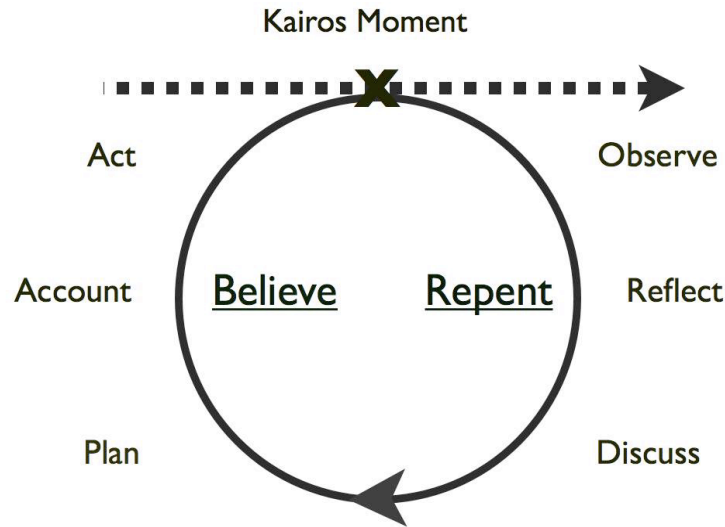 Kairos Moment
X
Act
Observe
Account
Believe
Repent
Reflect
Plan
Discuss